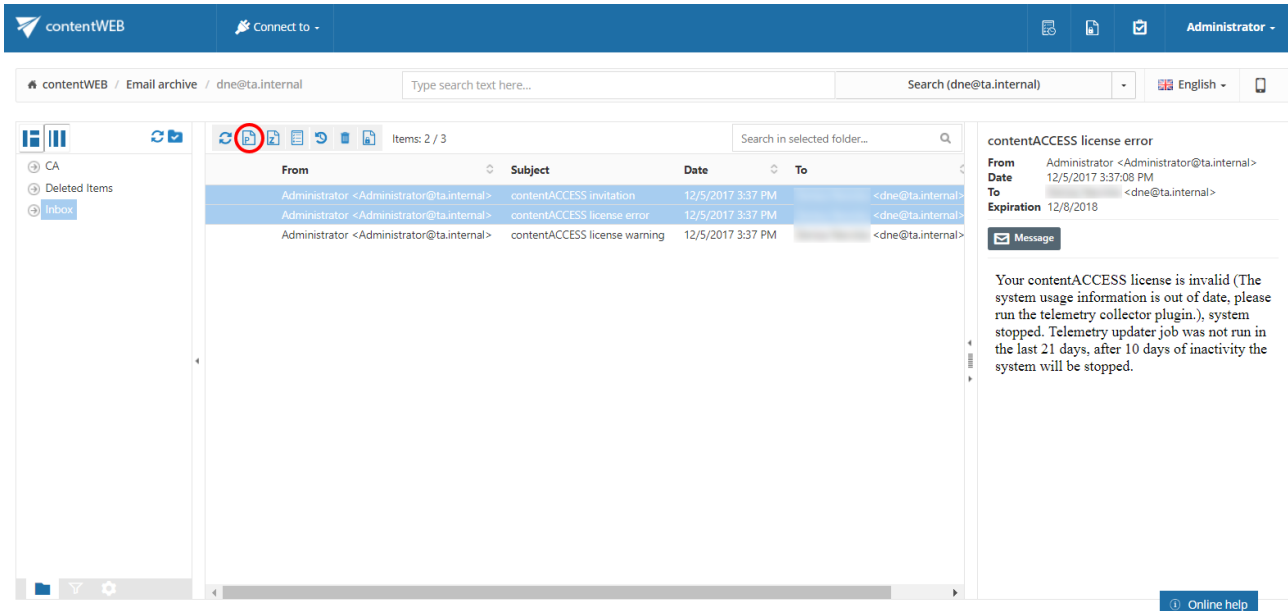 contentWEB
Connect to
Administrator
contentWEB / Email archive / dne@ta.internal
Type search text here...
Search (dne@ta.internal)
English
Items: 2 / 3
Search in selected folder...
CA
Deleted Items
Inbox
From Subject Date To
Administrator <Administrator@ta.internal> contentACCESS invitation 12/5/2017 3:37 PM <dne@ta.internal>
Administrator <Administrator@ta.internal> contentACCESS license error 12/5/2017 3:37 PM <dne@ta.internal>
Administrator <Administrator@ta.internal> contentACCESS license warning 12/5/2017 3:37 PM <dne@ta.internal>
contentACCESS license error
From Administrator <Administrator@ta.internal>
Date 12/5/2017 3:37:08 PM
To <dne@ta.internal>
Expiration 12/8/2018
Message
Your contentACCESS license is invalid (The
system usage information is out of date, please
run the telemetry collector plugin.), system
stopped. Telemetry updater job was not run in
the last 21 days, after 10 days of inactivity the
system will be stopped.
Online help